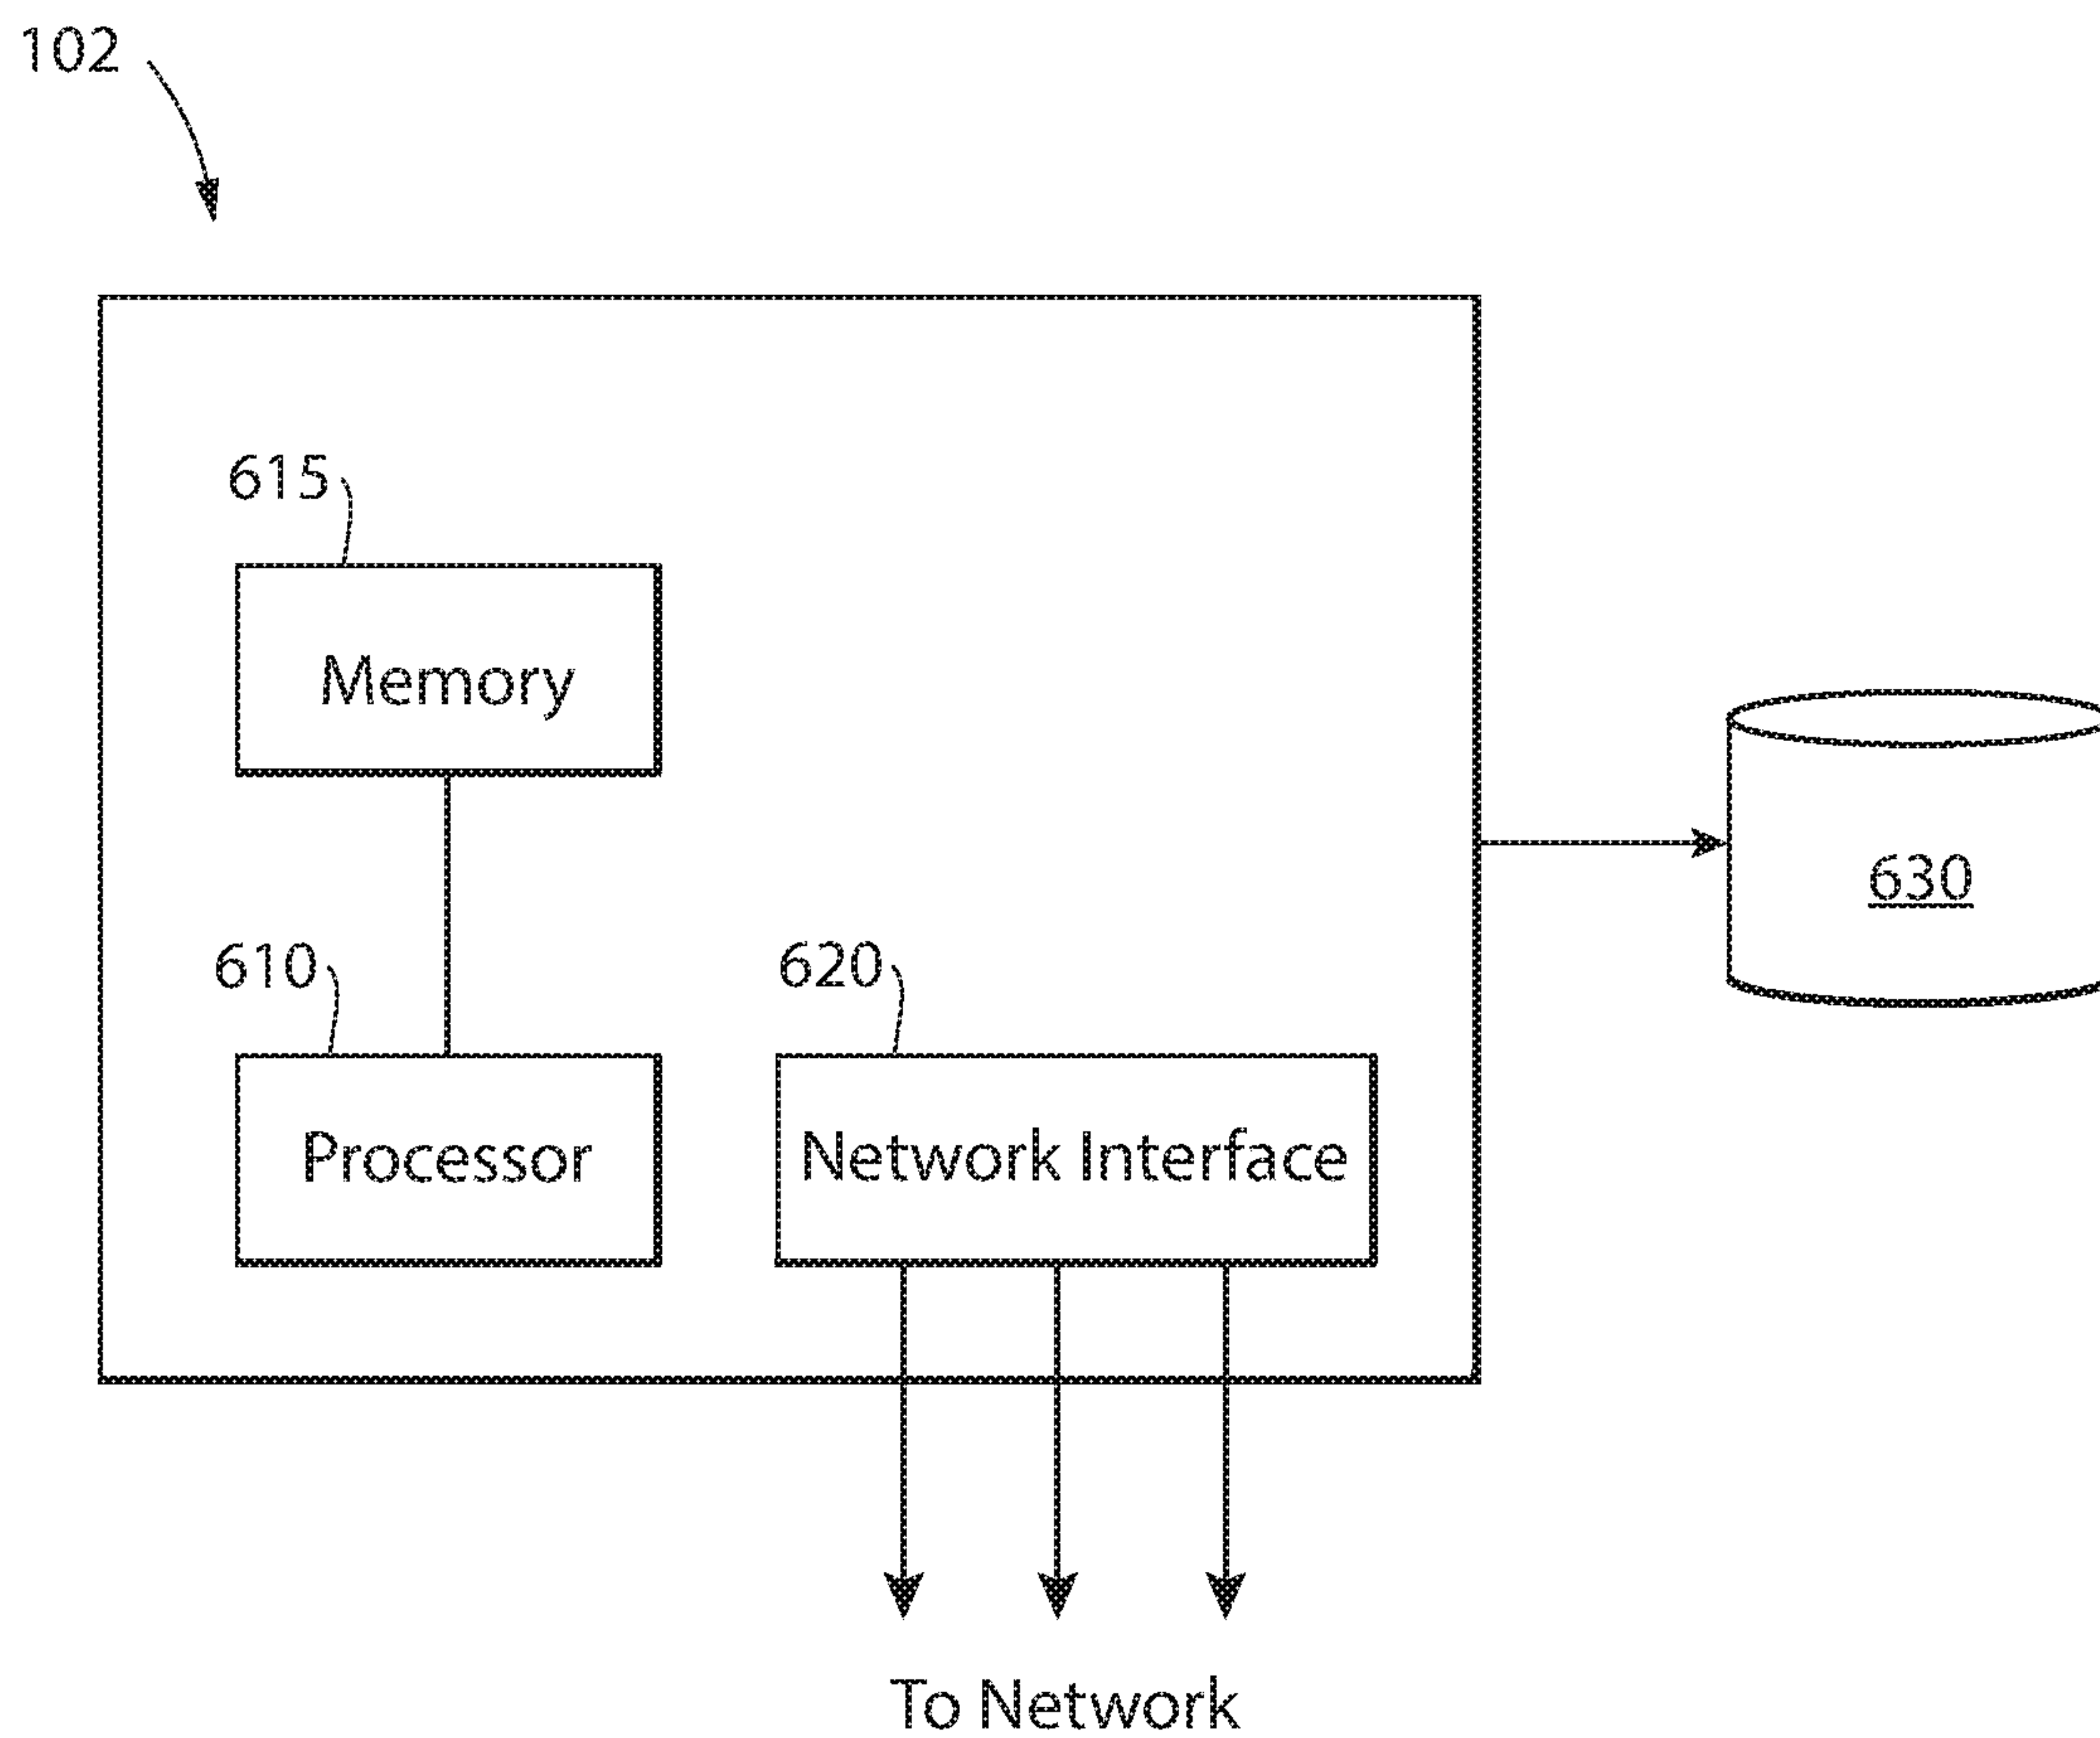 102
615
Memory
630
610
620
Processor
Network Interface
To Network